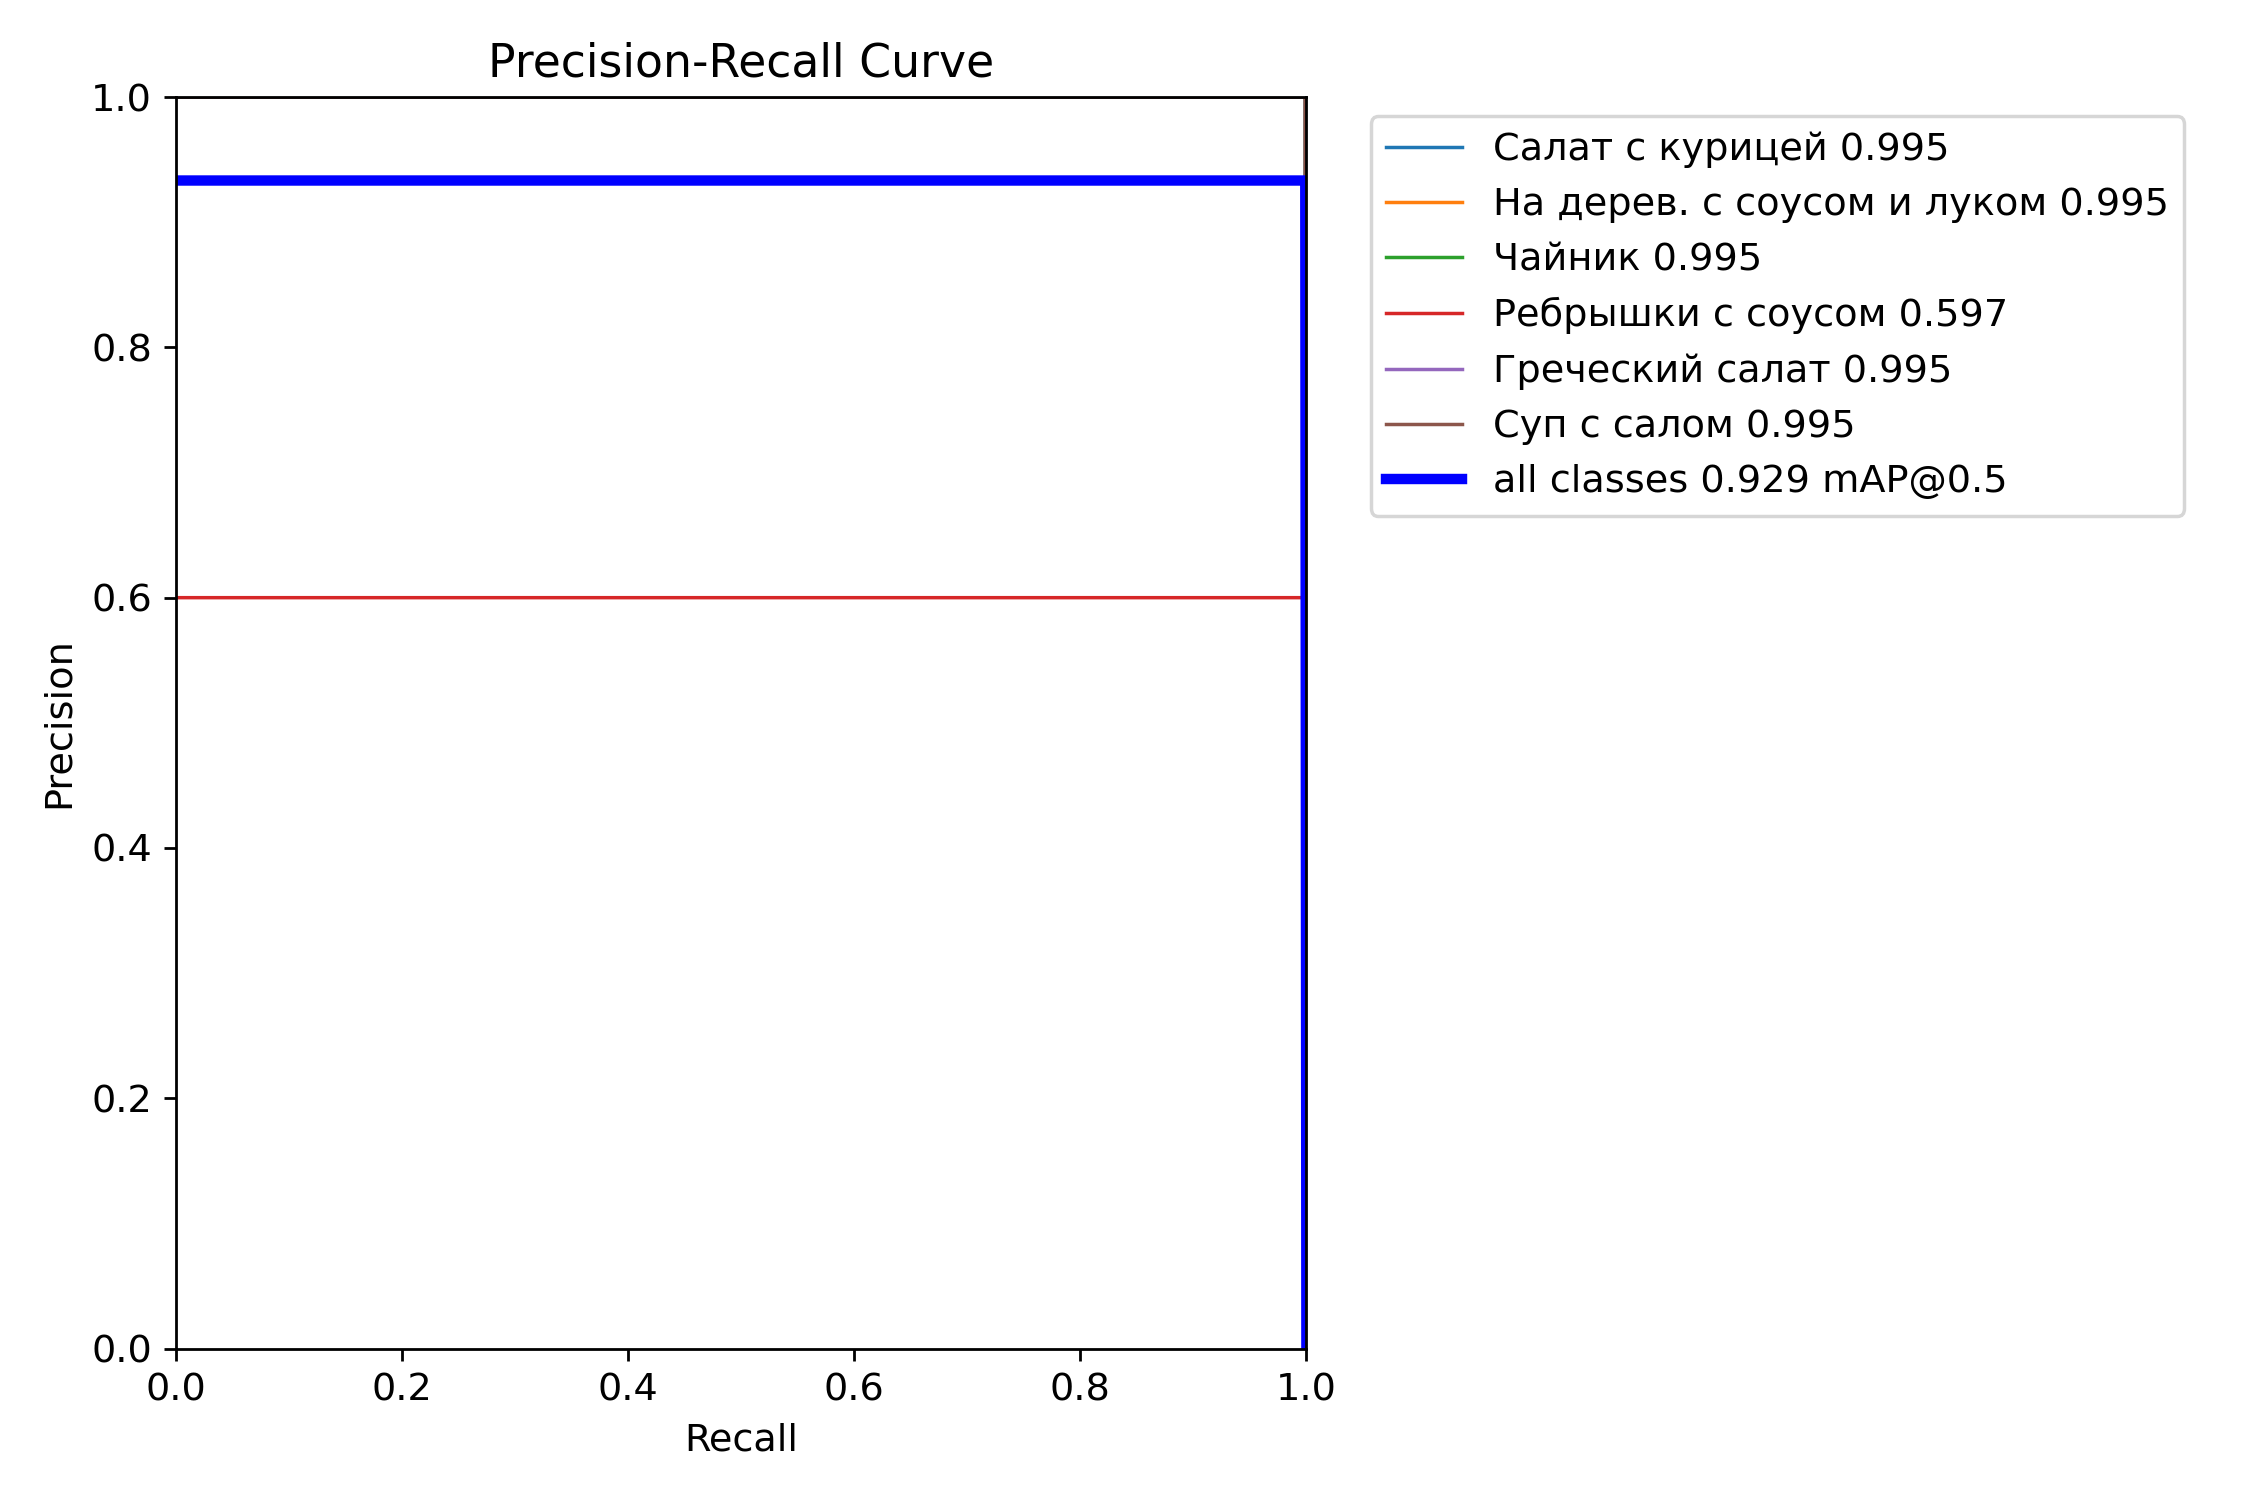 Precision-Recall Curve
1.0
0.8
0.6
0.4
0.2
0.0
Precision
0.0 0.2 0.4 0.6 0.8 1.0
Recall
Салат с курицей 0.995
На дерев. с соусом и луком 0.995
Чайник 0.995
Ребрышки с соусом 0.597
Греческий салат 0.995
Суп с салом 0.995
all classes 0.929 mAP@0.5